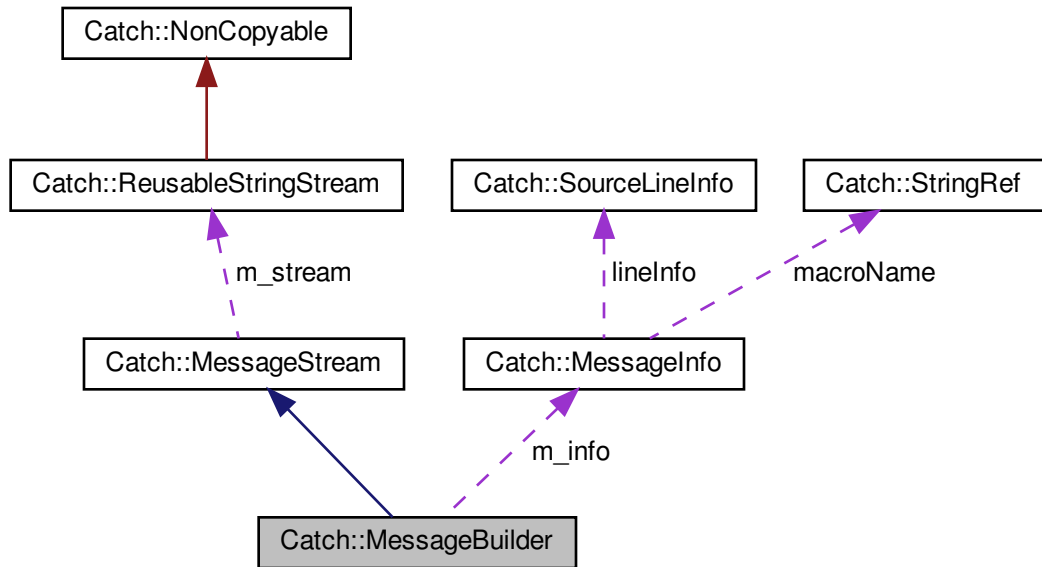 Catch::NonCopyable
Catch::ReusableStringStream
Catch::SourceLineInfo
Catch::StringRef
m_stream
lineInfo
macroName
Catch::MessageStream
Catch::MessageInfo
m_info
Catch::MessageBuilder